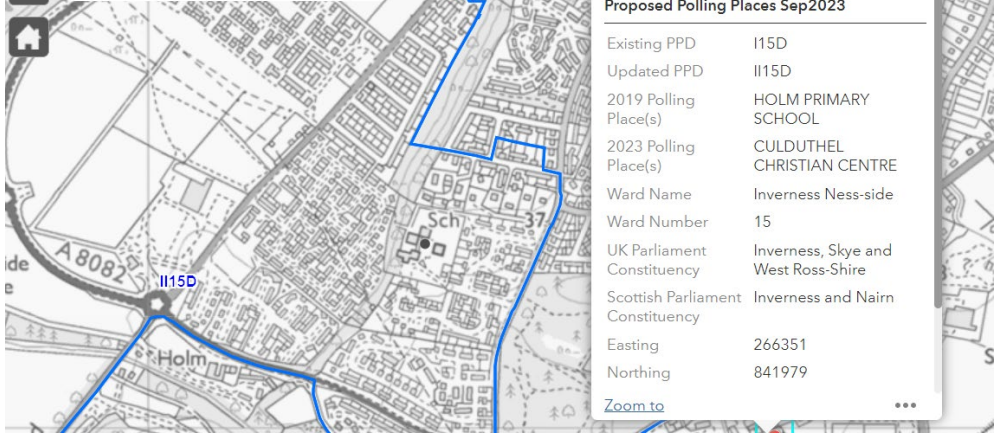 Proposed Polling Places Sep2023
Existing PPD I15D
Updated PPD II15D
2019 Polling Place(s) HOLM PRIMARY SCHOOL
2023 Polling Place(s) CULDUTHEL CHRISTIAN CENTRE
Ward Name Inverness Ness-side
Ward Number 15
UK Parliament Constituency Inverness, Skye and West Ross-Shire
Scottish Parliament Constituency Inverness and Nairn
Easting 266351
Northing 841979
Zoom to
Sch
37
A 8082
II15D
Holm